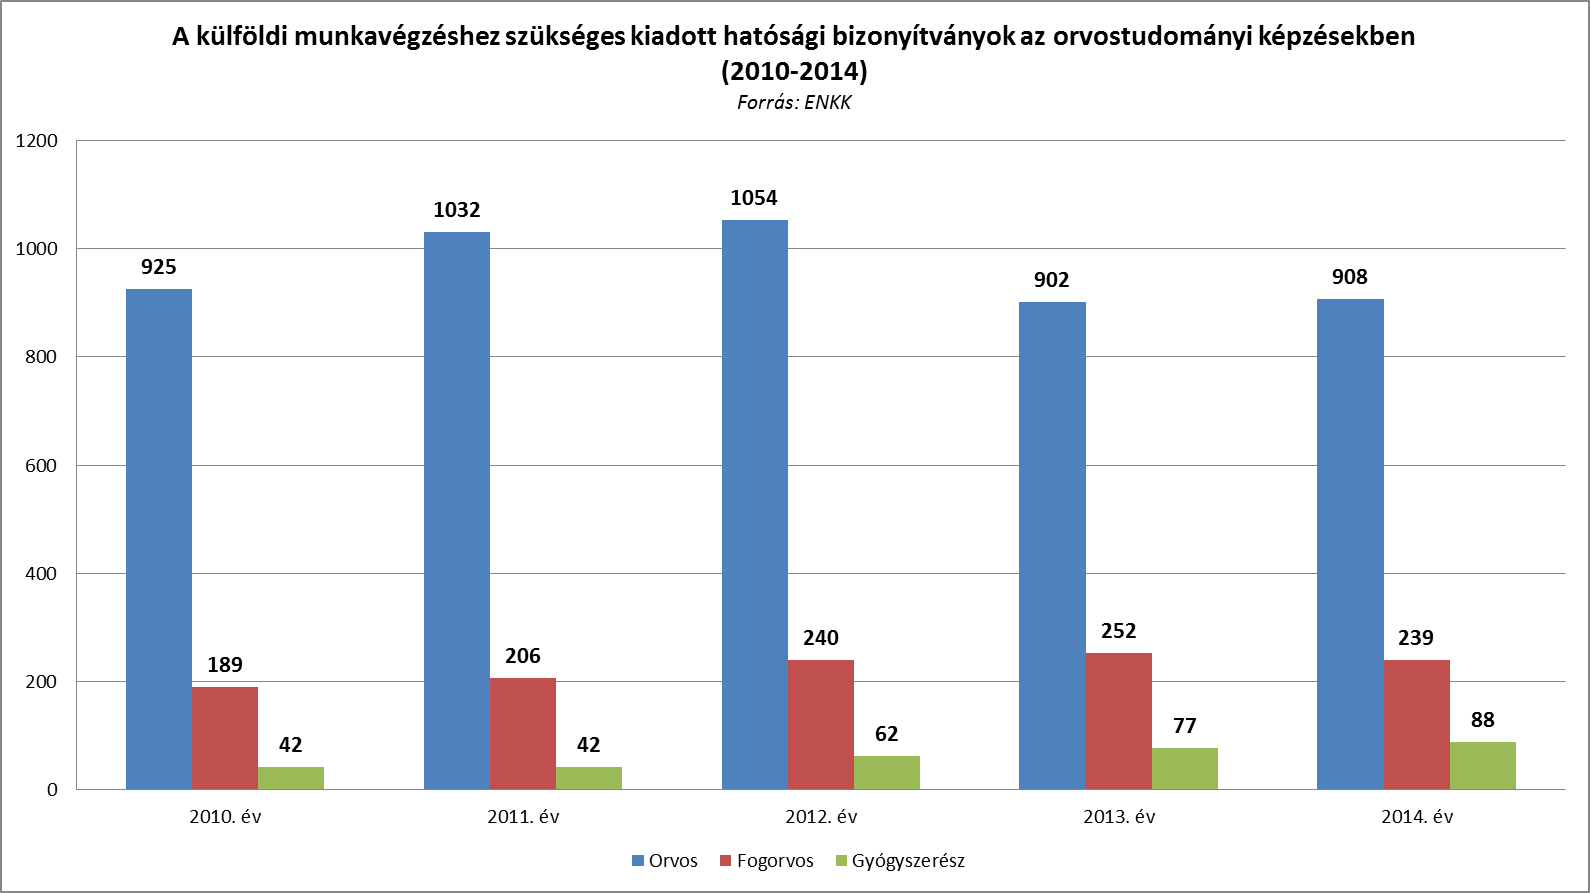 A külföldi munkavégzéshez szükséges kiadott hatósági bizonyítványok az orvostudományi képzésekben
(2010-2014)
Forrás: ENKK
1200
1000
800
600
400
200
0
925
189
42
1032
206
42
1054
240
62
902
252
77
908
239
88
2010. év
2011. év
2012. év
2013. év
2014. év
Orvos
Fogorvos
Gyógyszerész